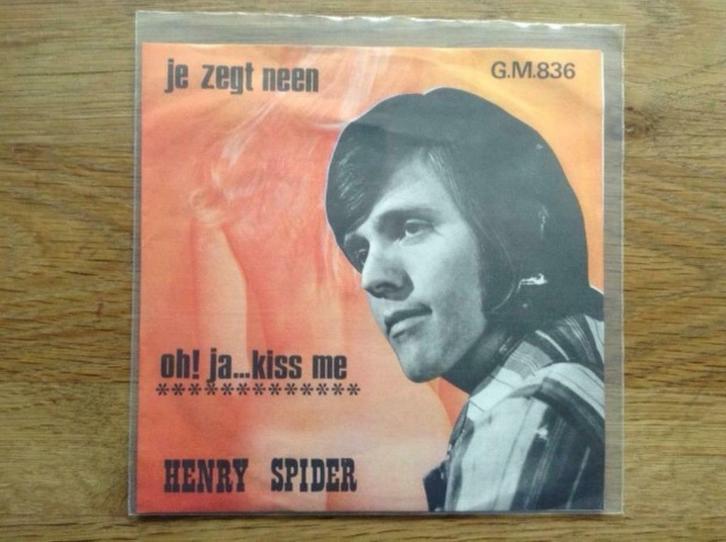 je zegt neen
G.M.836
oh! ja...kiss me
*************
HENRY SPIDER